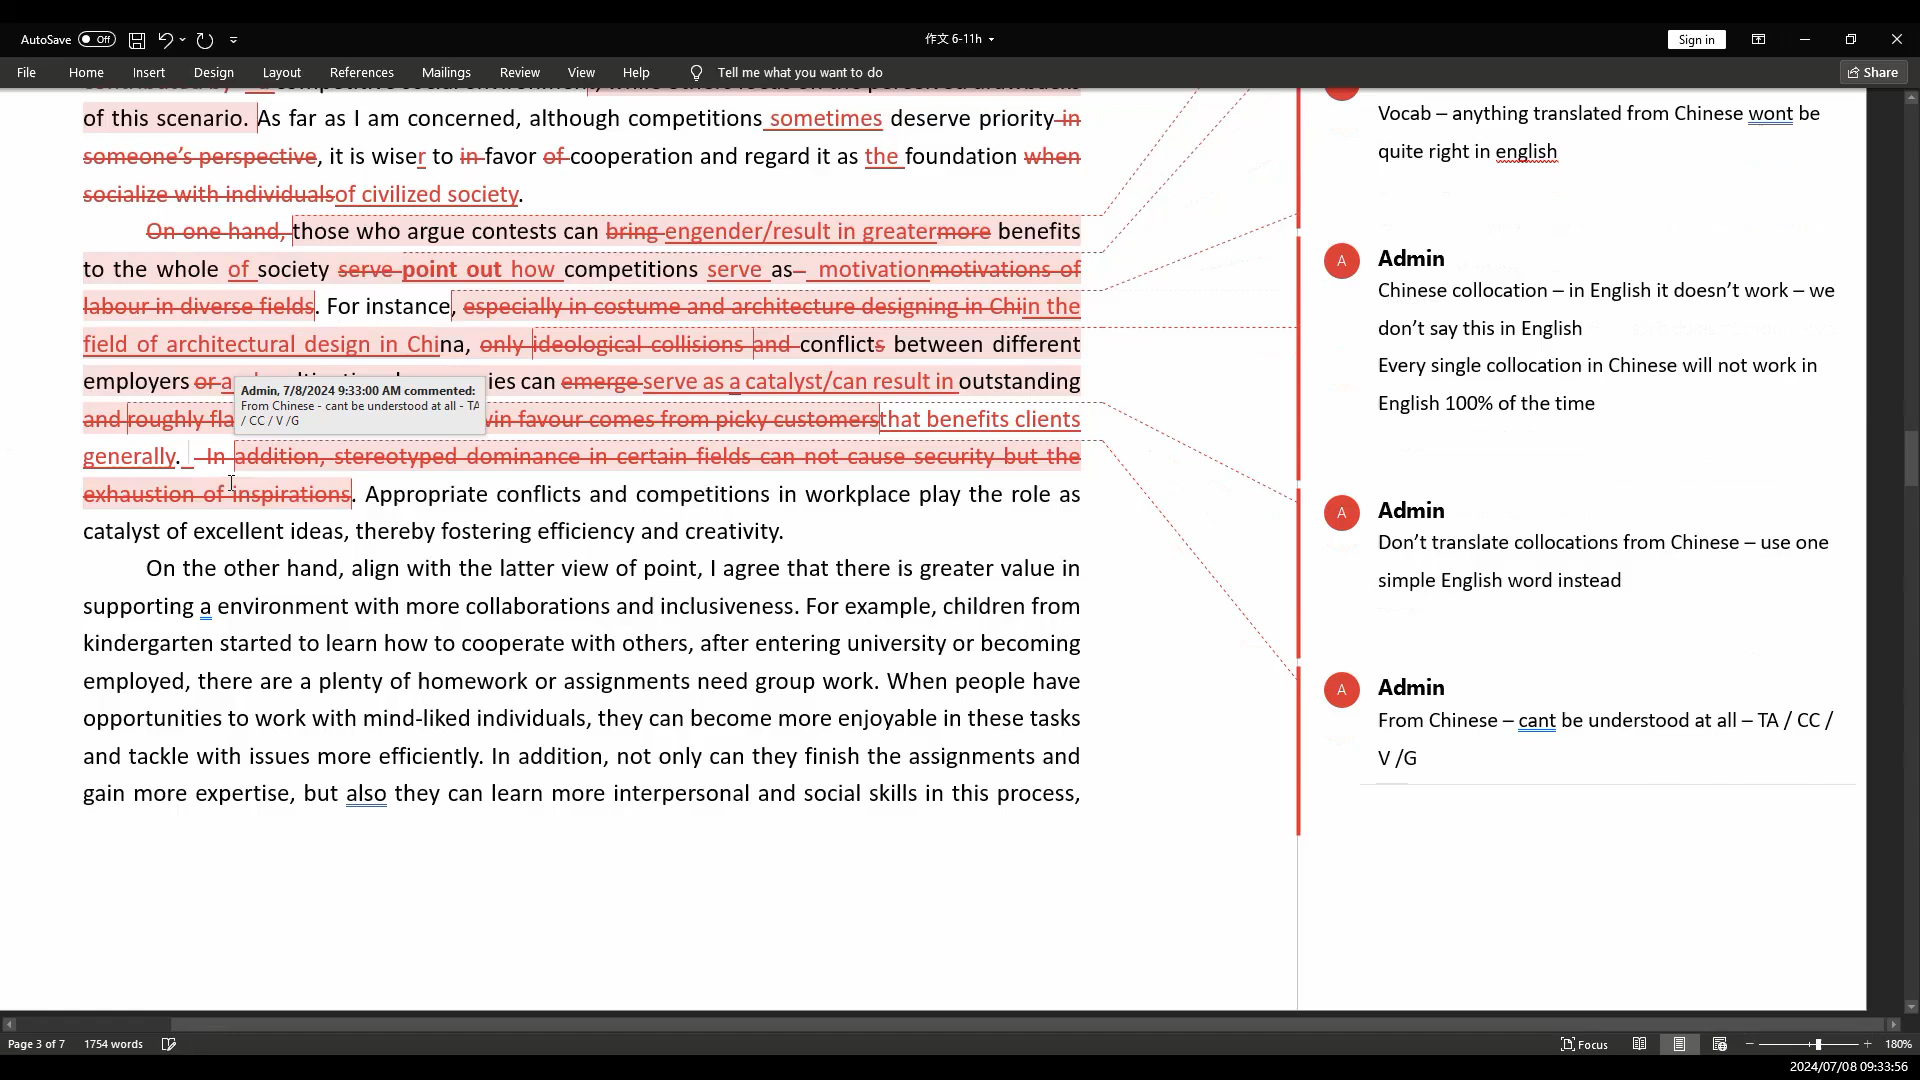 AutoSave Off
作文 6-11h
Sign in
File Home Insert Design Layout References Mailings Review View Help Tell me what you want to do Share
of this scenario. As far as I am concerned, although competitions sometimes deserve priority in
someone's perspective, it is wiser to in favor of cooperation and regard it as the foundation when
socialize with individualsof civilized society.
On one hand, those who argue contests can bring engender/result in greatermore benefits
to the whole of society serve point out how competitions serve as motivationmotivations of
labour in diverse fields. For instance, especially in costume and architecture designing in Chiin the
field of architectural design in China, only ideological collisions and conflicts between different
employers or a ies can emerge serve as a catalyst/can result in outstanding
and roughly fla vin favour comes from picky customersthat benefits clients
generally. In addition, stereotyped dominance in certain fields can not cause security but the
exhaustion of inspirations. Appropriate conflicts and competitions in workplace play the role as
catalyst of excellent ideas, thereby fostering efficiency and creativity.
On the other hand, align with the latter view of point, I agree that there is greater value in
supporting a environment with more collaborations and inclusiveness. For example, children from
kindergarten started to learn how to cooperate with others, after entering university or becoming
employed, there are a plenty of homework or assignments need group work. When people have
opportunities to work with mind-liked individuals, they can become more enjoyable in these tasks
and tackle with issues more efficiently. In addition, not only can they finish the assignments and
gain more expertise, but also they can learn more interpersonal and social skills in this process,
Admin, 7/8/2024 9:33:00 AM commented:
From Chinese - cant be understood at all - TA
/ CC / V /G
Vocab – anything translated from Chinese wont be
quite right in english
A Admin
Chinese collocation – in English it doesn't work – we
don't say this in English
Every single collocation in Chinese will not work in
English 100% of the time
A Admin
Don't translate collocations from Chinese – use one
simple English word instead
A Admin
From Chinese – cant be understood at all – TA / CC /
V /G
Page 3 of 7 1754 words Focus 180%
2024/07/08 09:33:56